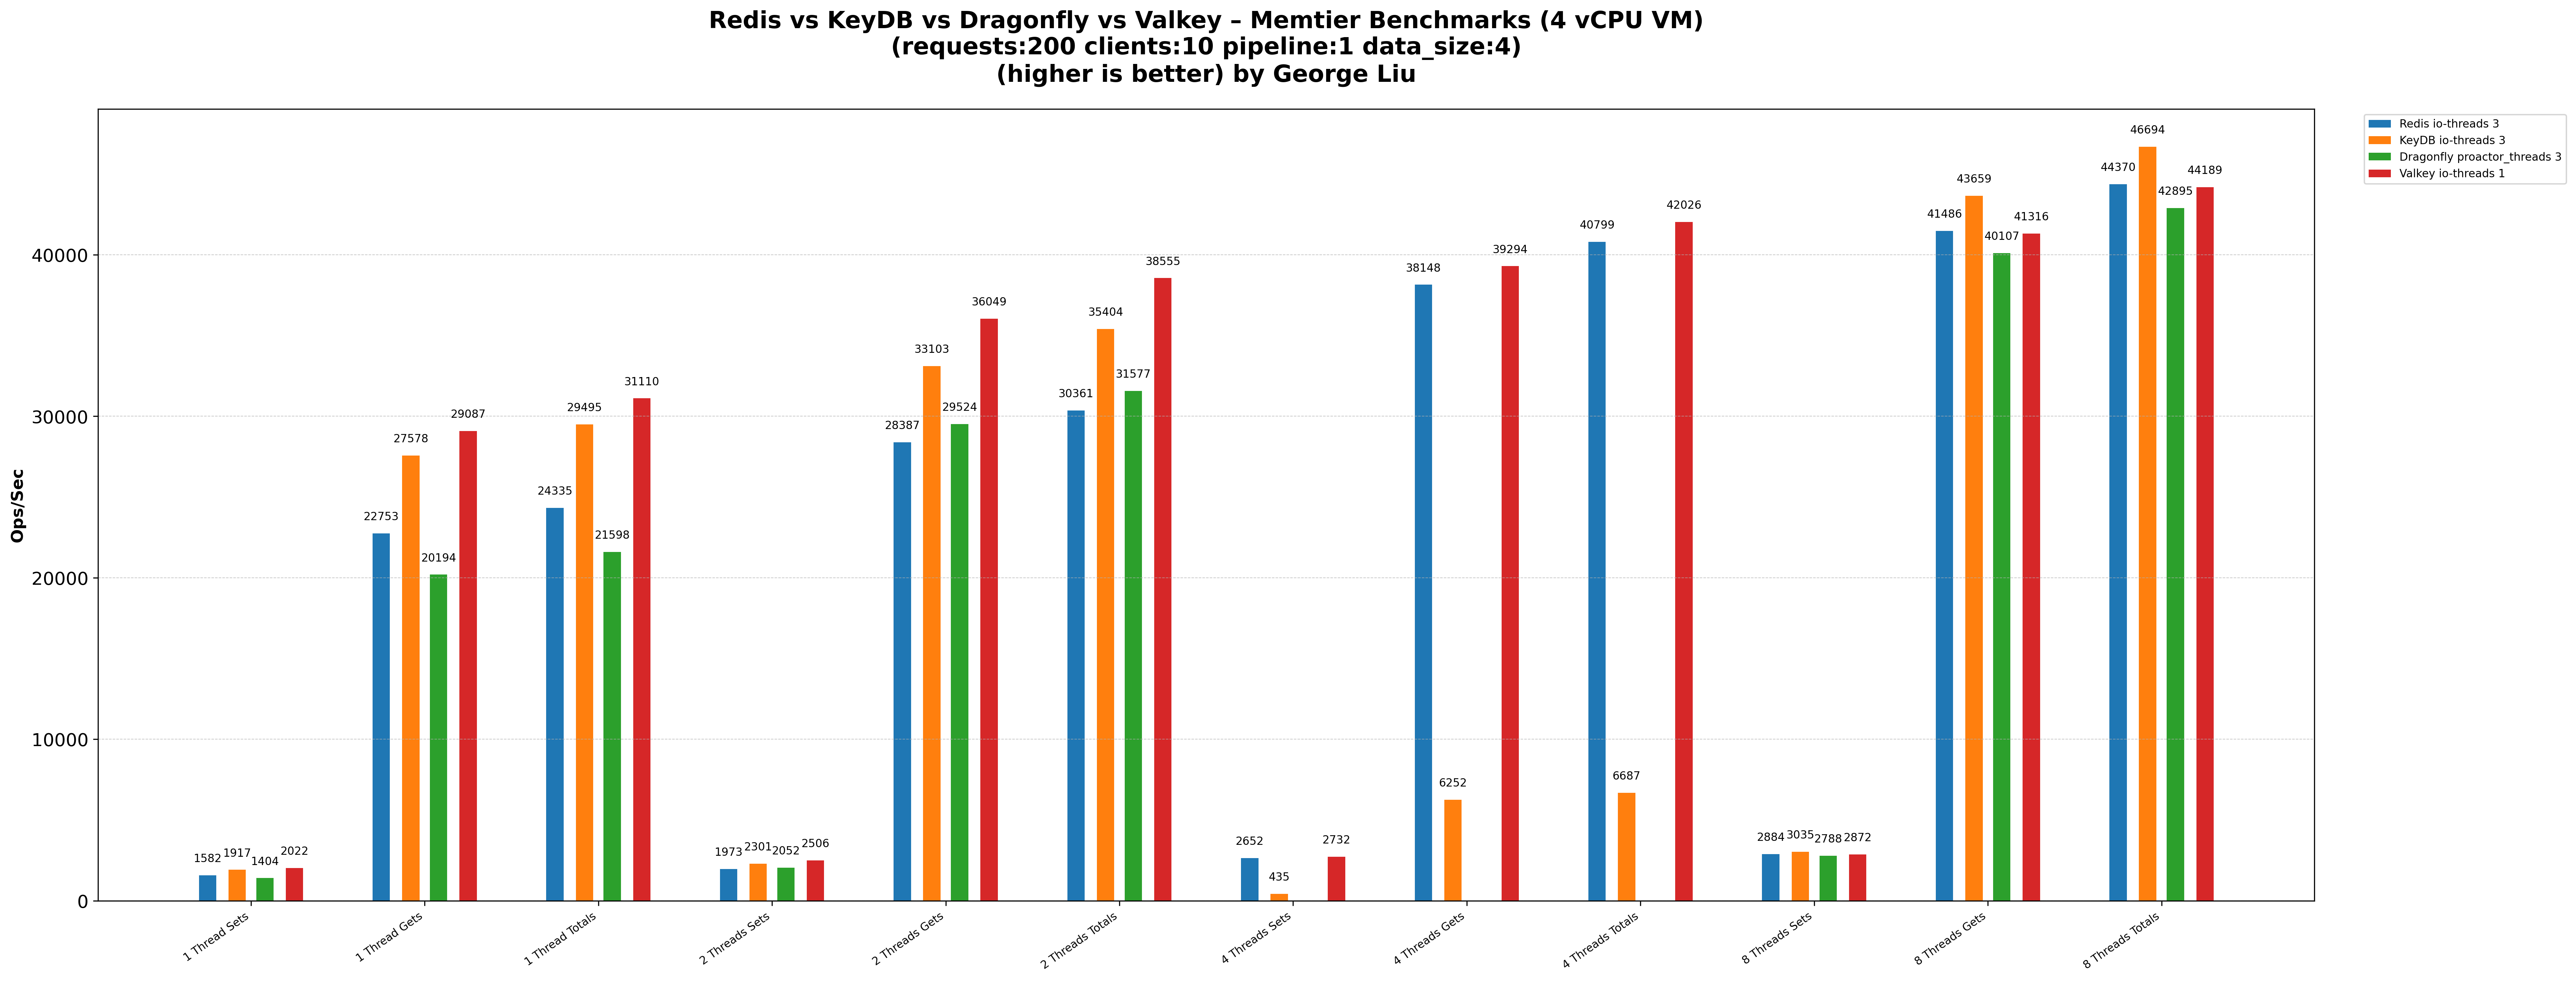 Redis vs KeyDB vs Dragonfly vs Valkey – Memtier Benchmarks (4 vCPU VM)
(requests:200 clients:10 pipeline:1 data_size:4)
(higher is better) by George Liu
Redis io-threads 3
KeyDB io-threads 3
Dragonfly proactor_threads 3
Valkey io-threads 1
Ops/Sec
40000
30000
20000
10000
0
1582
1917
1404
2022
22753
27578
20194
29087
24335
29495
21598
31110
1973
2301
2052
2506
28387
33103
29524
36049
30361
35404
31577
38555
2652
435
2732
38148
6252
39294
40799
6687
42026
2884
3035
2788
2872
41486
43659
40107
41316
44370
46694
42895
44189
1 Thread Sets
1 Thread Gets
1 Thread Totals
2 Threads Sets
2 Threads Gets
2 Threads Totals
4 Threads Sets
4 Threads Gets
4 Threads Totals
8 Threads Sets
8 Threads Gets
8 Threads Totals